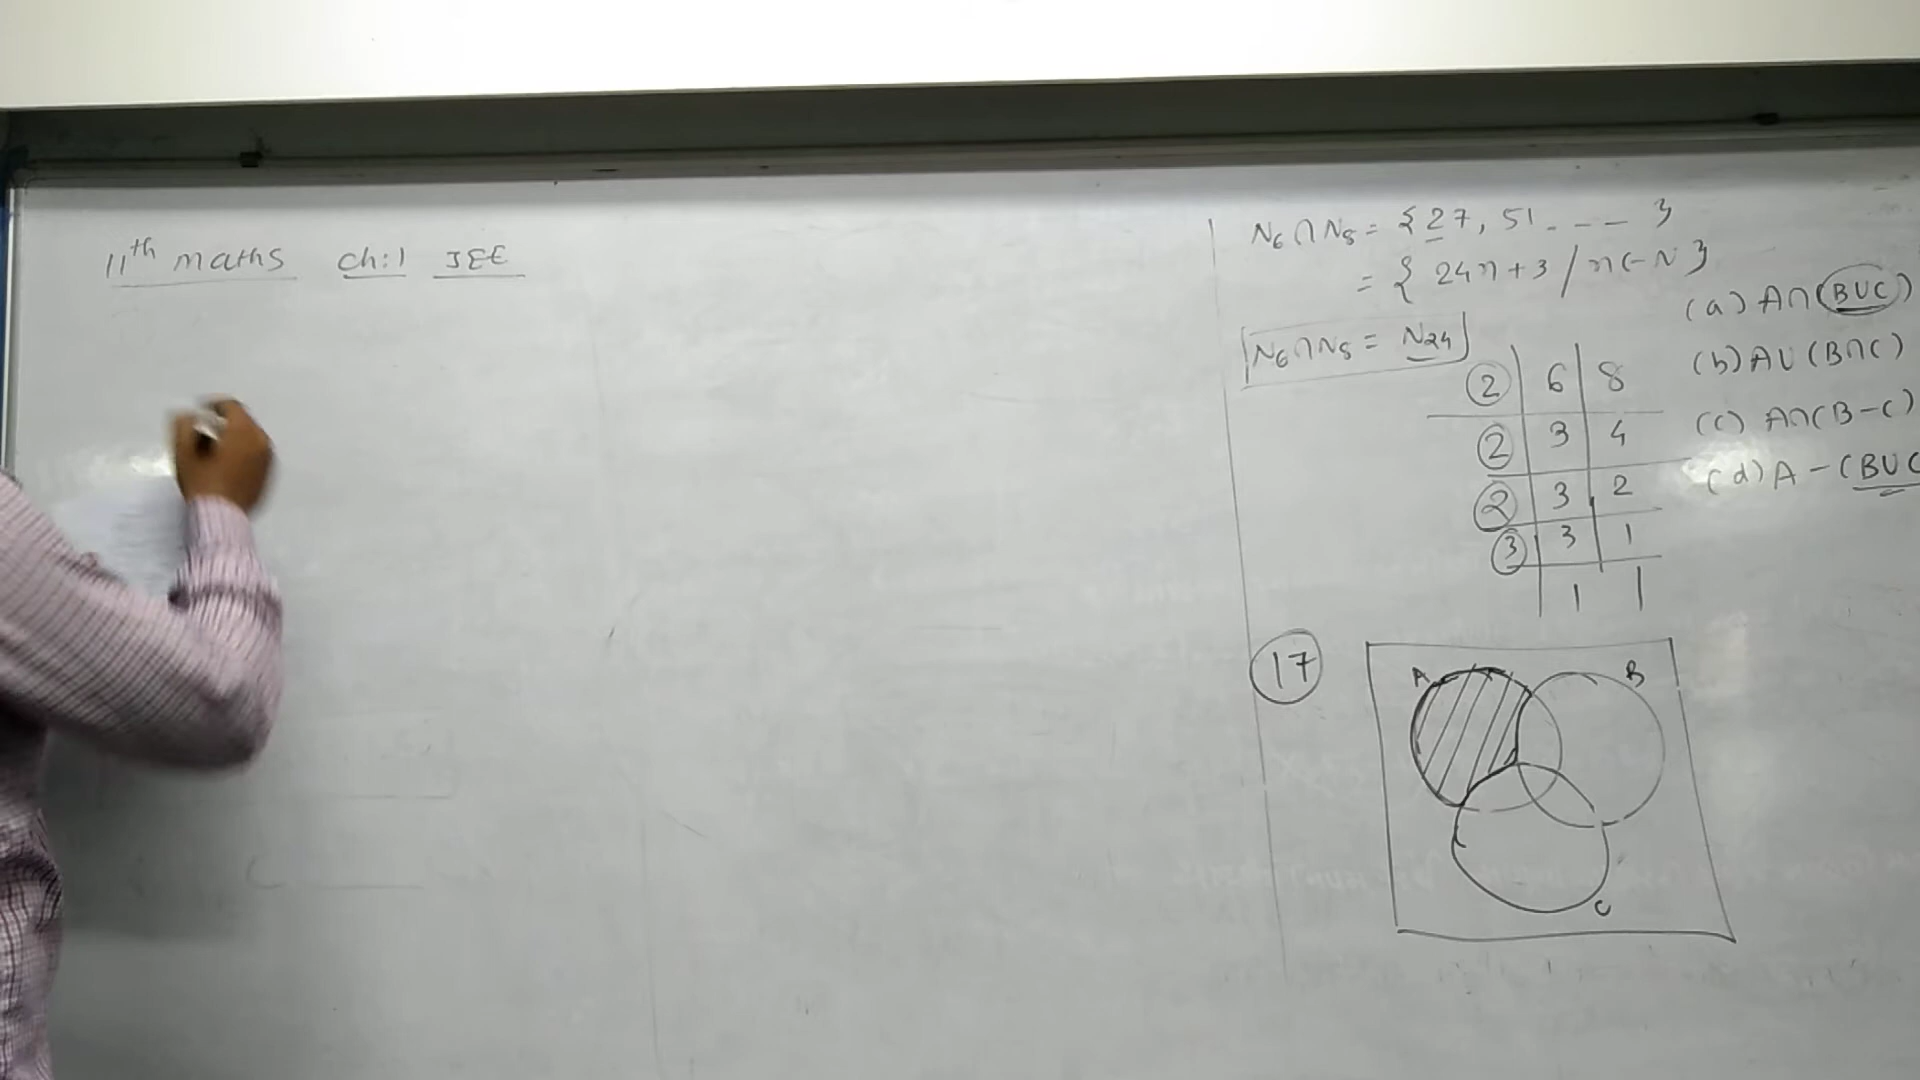 11th maths ch:1 JEE
N6 ∩ N8 = { 27, 51 - - - }
= { 24n + 3 / n ∈ N }
N6 ∩ N8 = N24
2 | 6 | 8
2 | 3 | 4
2 | 3 | 2
3 | 3 | 1
| 1 | 1
(a) A∩(B∪C)
(b) A∪(B∩C)
(c) A∩(B-C)
(d) A-(B∪C
17
A B
C